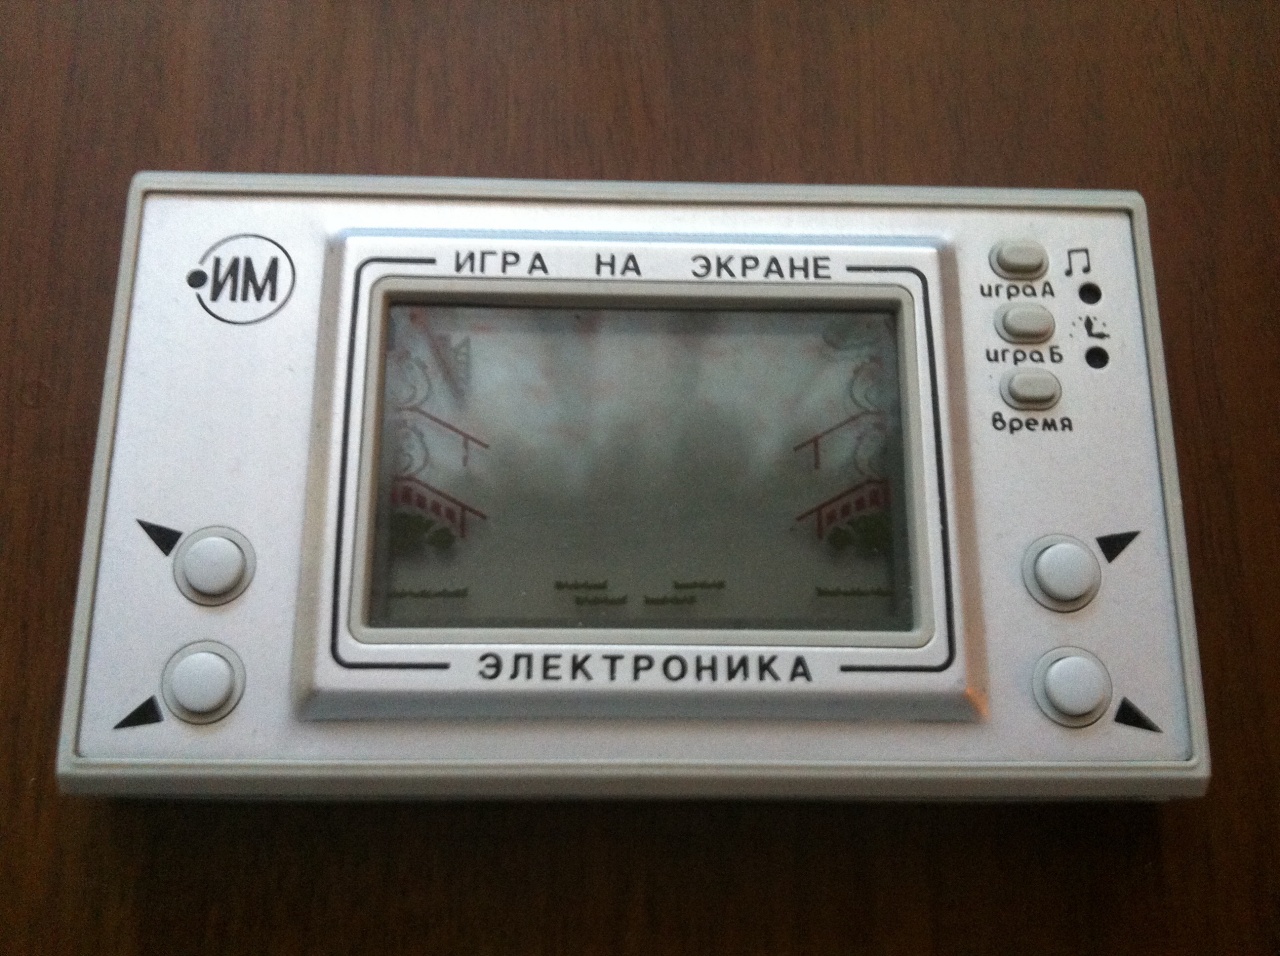 ИМ
ИГРА НА ЭКРАНЕ
игра А
игра Б
время
ЭЛЕКТРОНИКА